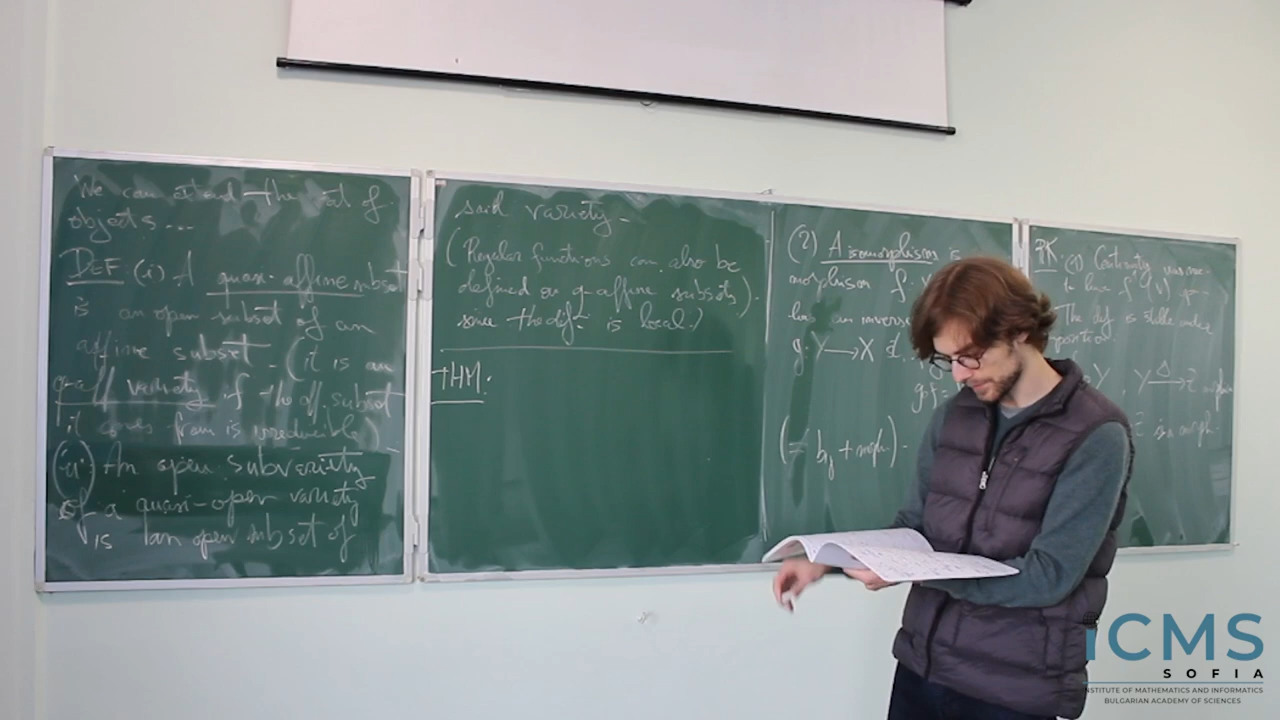 We can extend the set of
objects...
DEF (i) A quasi-affine subset
is an open subset of an
affine subset. (it is an
q-aff variety if the aff subset
it comes from is irreducible).
(ii) An open subvariety
of a quasi-open variety
is an open subset of
said variety.
(Regular functions can also be
defined on q-affine subsets,
since the def. is local.)
THM.
(2) A isomorphism is
morphism f
has an inverse
g: Y → X
gf =
(≠ bij + morph.)
RK. (1) Continuity
to have f⁻¹(V) open
The def is stable under
Y, Y → Z
is morph.
iCMS
SOFIA
INSTITUTE OF MATHEMATICS AND INFORMATICS
BULGARIAN ACADEMY OF SCIENCES